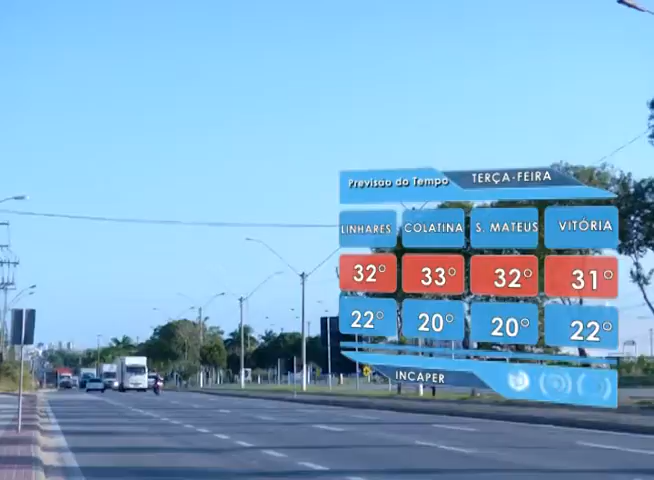 Previsão do Tempo TERÇA-FEIRA
LINHARES COLATINA S. MATEUS VITÓRIA
32° 33° 32° 31°
22° 20° 20° 22°
INCAPER